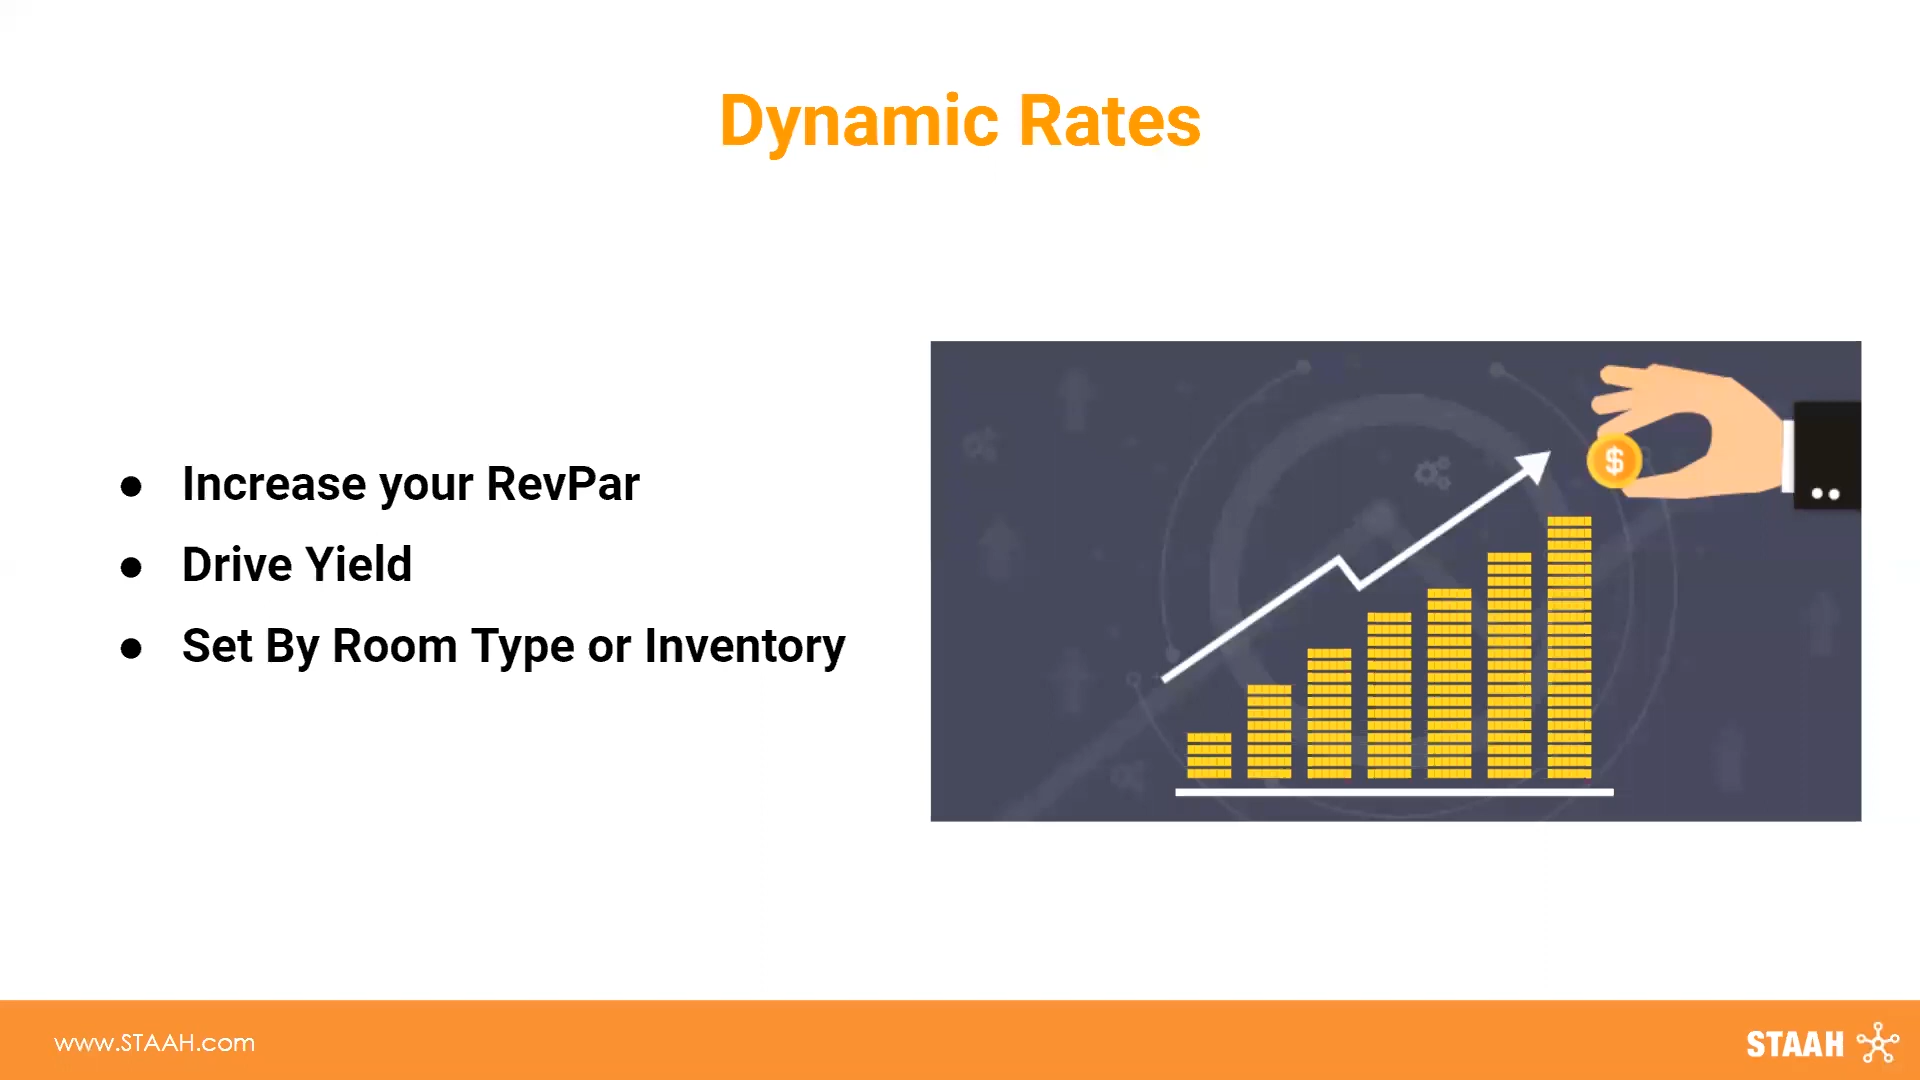 Dynamic Rates
● Increase your RevPar
● Drive Yield
● Set By Room Type or Inventory
$
www.STAAH.com
STAAH